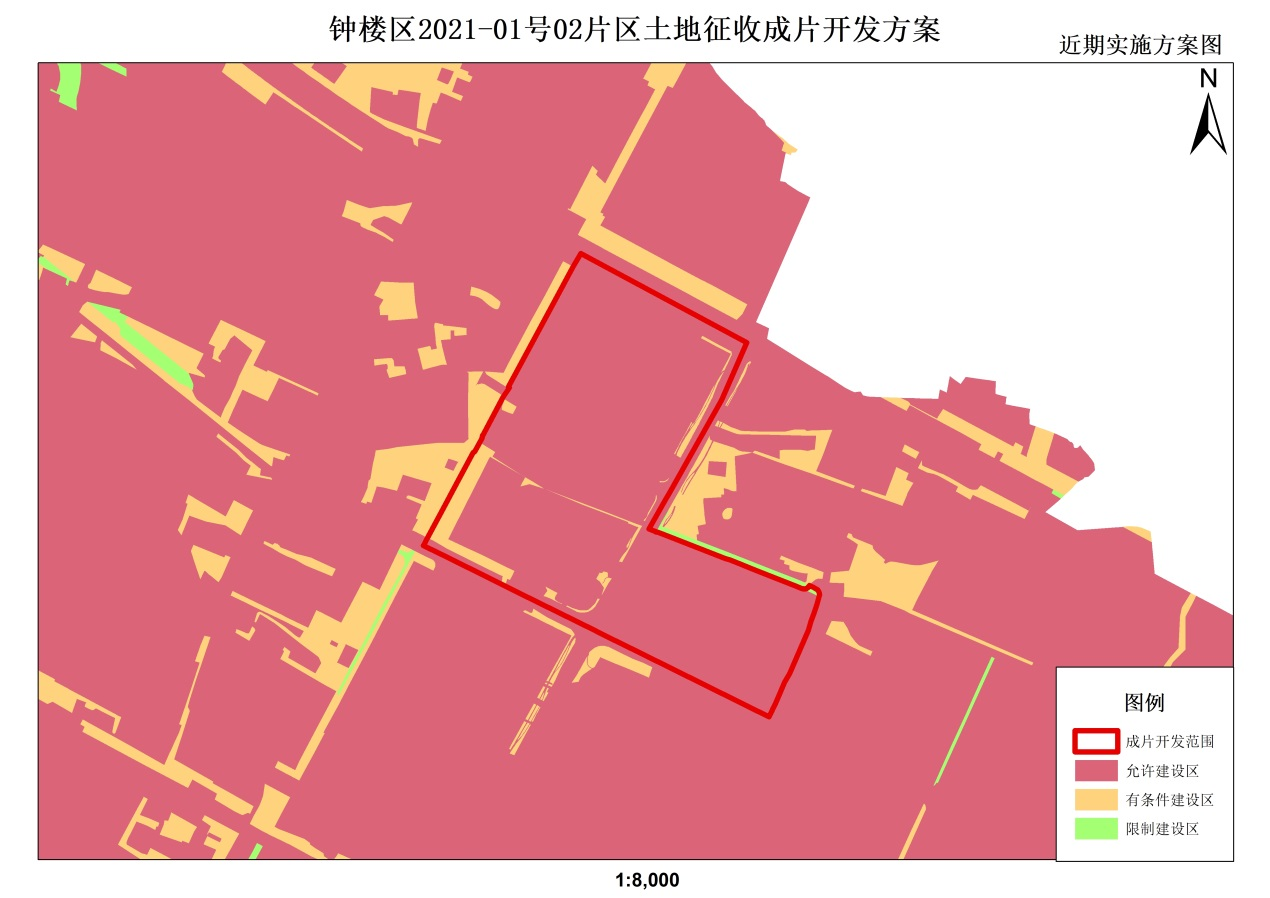 钟楼区2021-01号02片区土地征收成片开发方案
近期实施方案图
N
图例
成片开发范围
允许建设区
有条件建设区
限制建设区
1:8,000